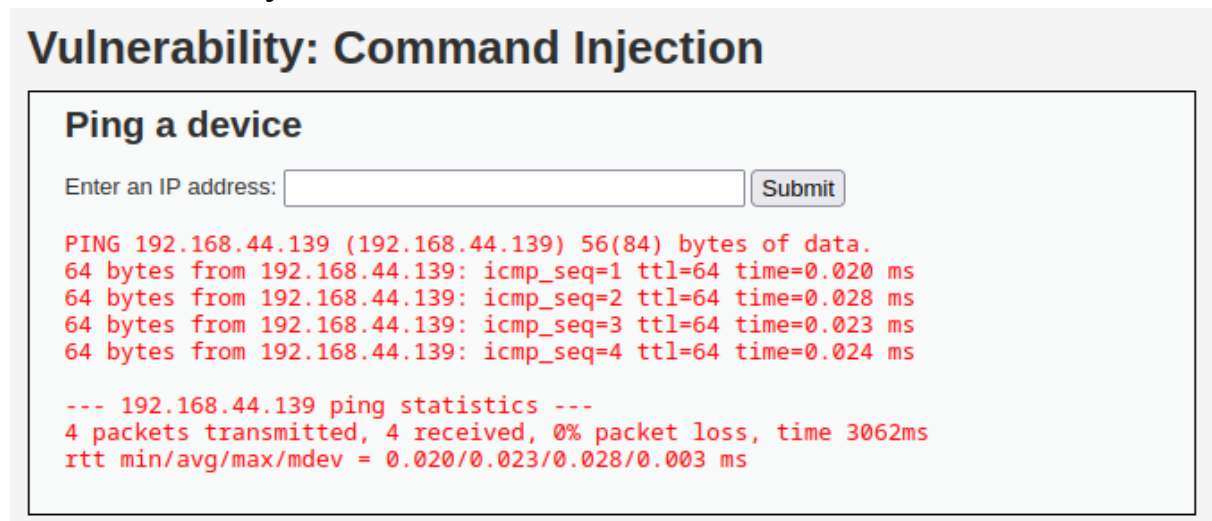 Vulnerability: Command Injection
Ping a device
Enter an IP address: Submit
PING 192.168.44.139 (192.168.44.139) 56(84) bytes of data.
64 bytes from 192.168.44.139: icmp_seq=1 ttl=64 time=0.020 ms
64 bytes from 192.168.44.139: icmp_seq=2 ttl=64 time=0.028 ms
64 bytes from 192.168.44.139: icmp_seq=3 ttl=64 time=0.023 ms
64 bytes from 192.168.44.139: icmp_seq=4 ttl=64 time=0.024 ms
--- 192.168.44.139 ping statistics ---
4 packets transmitted, 4 received, 0% packet loss, time 3062ms
rtt min/avg/max/mdev = 0.020/0.023/0.028/0.003 ms